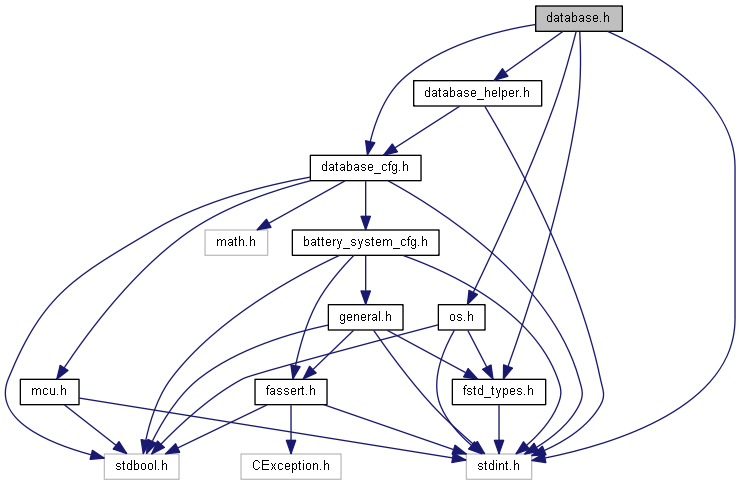 database.h
database_helper.h
database_cfg.h
math.h
battery_system_cfg.h
general.h
os.h
mcu.h
fassert.h
fstd_types.h
stdbool.h
CException.h
stdint.h